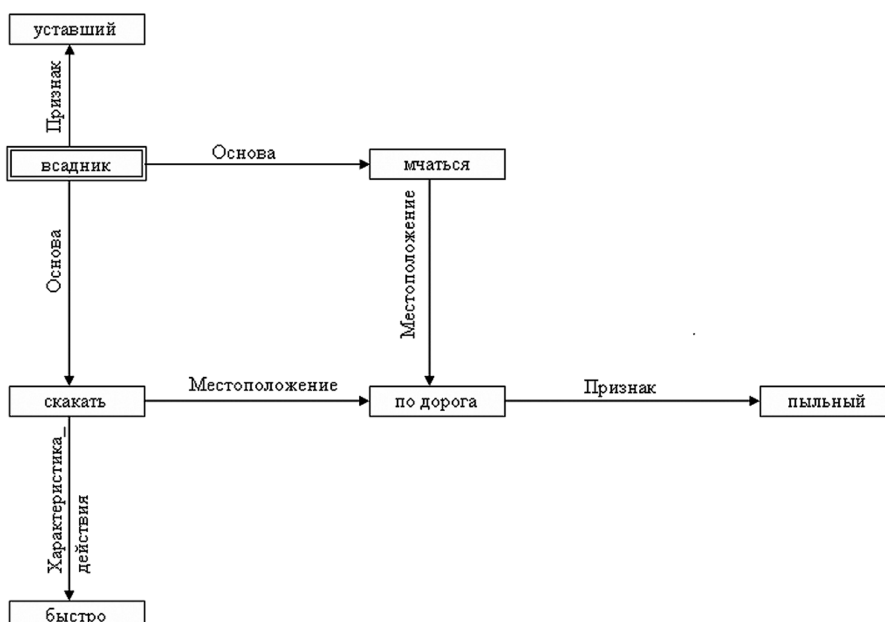 уставший
Признак
всадник
Основа
мчаться
Основа
Местоположение
скакать
Местоположение
по дорога
Признак
пыльный
Характеристика_
действия
быстро